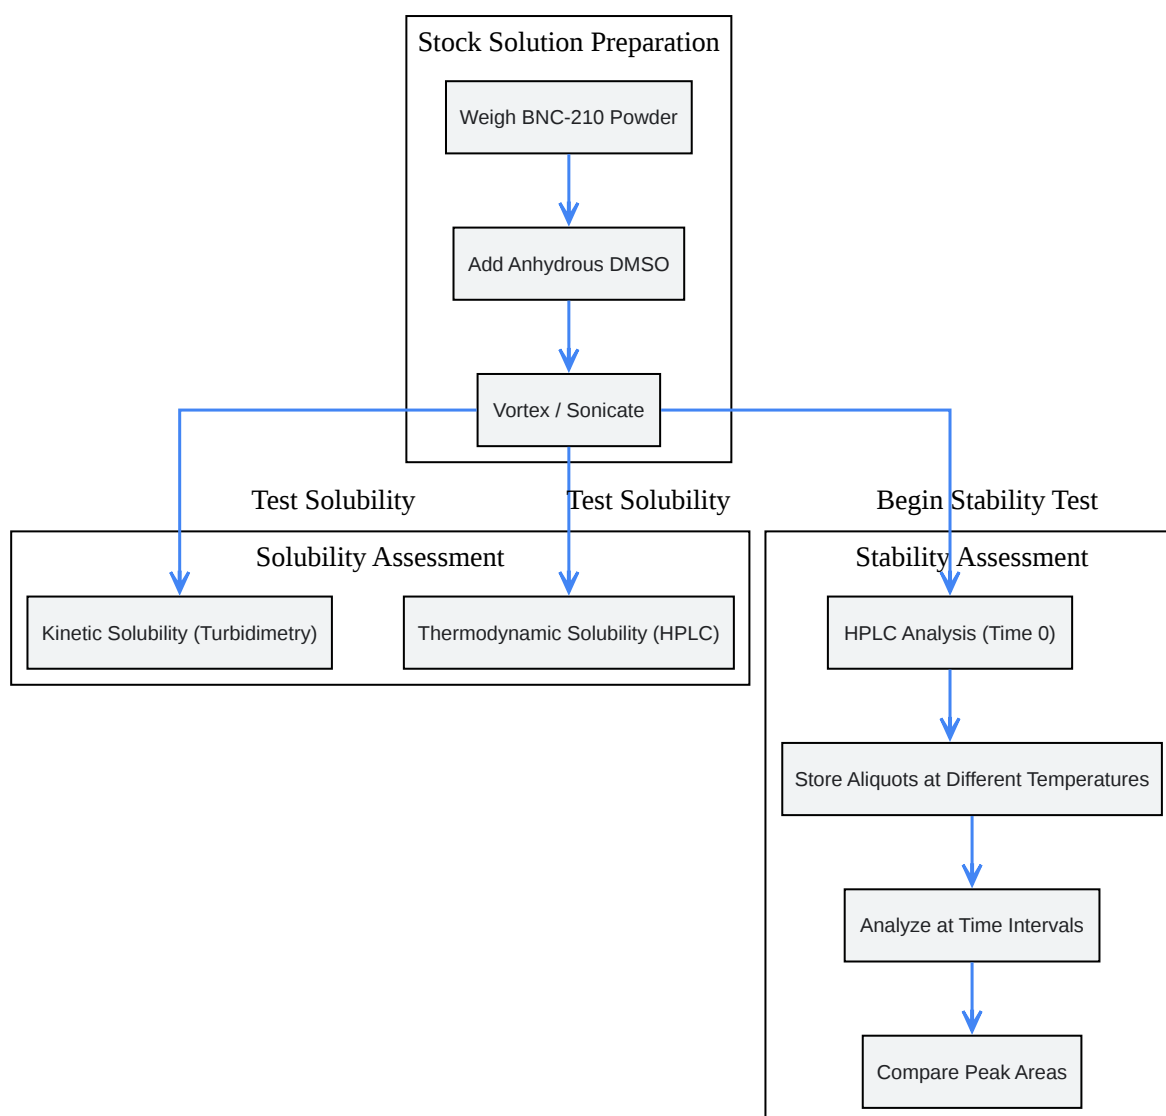 Stock Solution Preparation
Weigh BNC-210 Powder
Add Anhydrous DMSO
Vortex / Sonicate
Test Solubility
Test Solubility
Begin Stability Test
Solubility Assessment
Stability Assessment
Kinetic Solubility (Turbidimetry)
Thermodynamic Solubility (HPLC)
HPLC Analysis (Time 0)
Store Aliquots at Different Temperatures
Analyze at Time Intervals
Compare Peak Areas